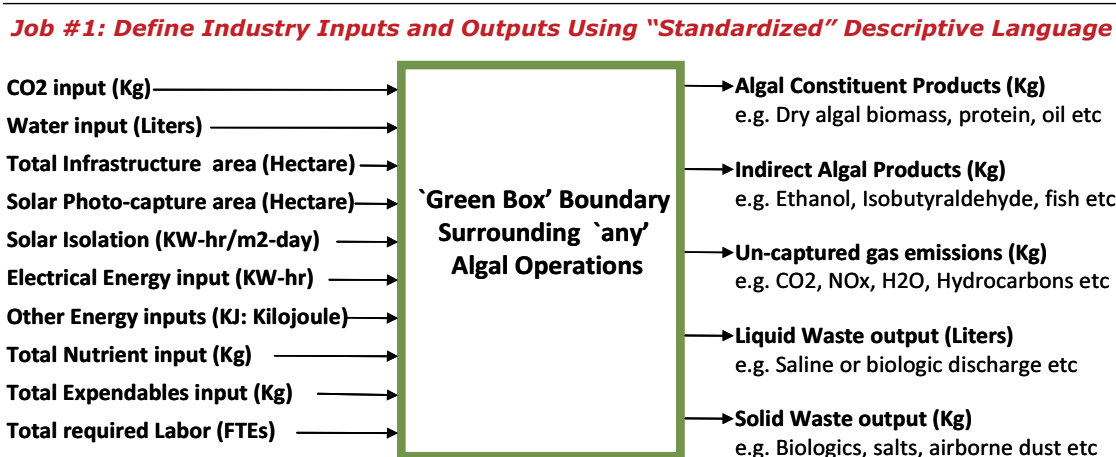 Job #1: Define Industry Inputs and Outputs Using “Standardized” Descriptive Language
CO2 input (Kg)
Water input (Liters)
Total Infrastructure area (Hectare)
Solar Photo-capture area (Hectare)
Solar Isolation (KW-hr/m2-day)
Electrical Energy input (KW-hr)
Other Energy inputs (KJ: Kilojoule)
Total Nutrient input (Kg)
Total Expendables input (Kg)
Total required Labor (FTEs)
`Green Box’ Boundary
Surrounding `any’
Algal Operations
Algal Constituent Products (Kg)
e.g. Dry algal biomass, protein, oil etc
Indirect Algal Products (Kg)
e.g. Ethanol, Isobutyraldehyde, fish etc
Un-captured gas emissions (Kg)
e.g. CO2, NOx, H2O, Hydrocarbons etc
Liquid Waste output (Liters)
e.g. Saline or biologic discharge etc
Solid Waste output (Kg)
e.g. Biologics, salts, airborne dust etc